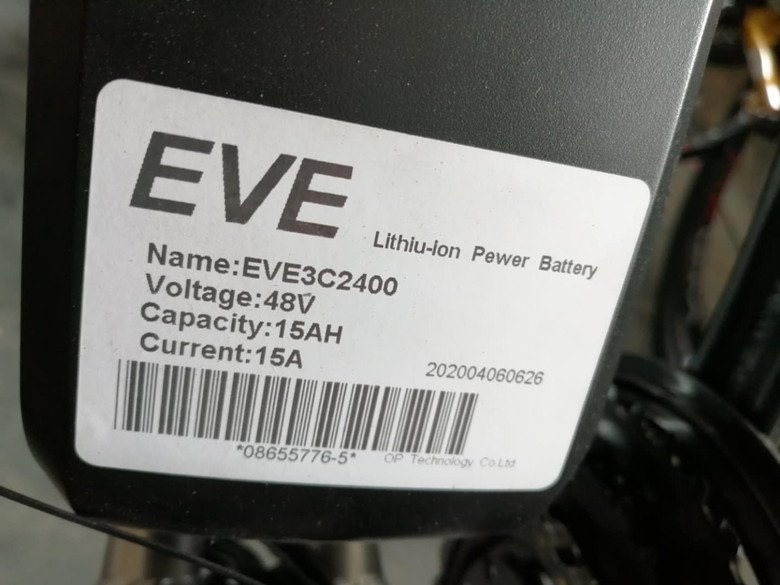 EVE
Lithiu-ion Pewer Battery
Name:EVE3C2400
Voltage:48V
Capacity:15AH
Current:15A
202004060626
*08655776-5*
OP Technology Co.Ltd